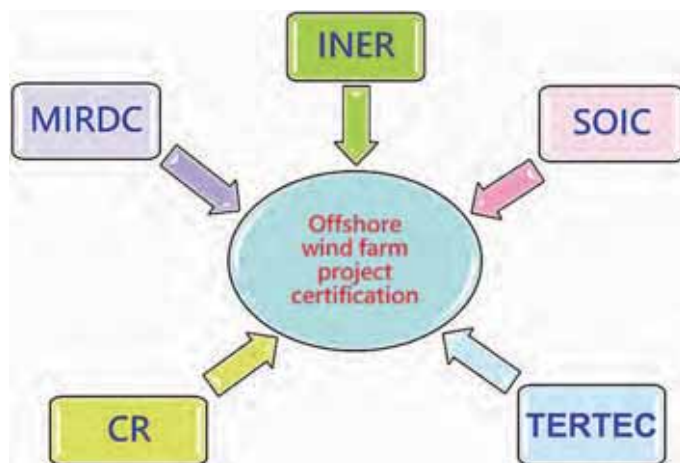 INER
MIRDC
SOIC
Offshore
wind farm
project
certification
CR
TERTEC